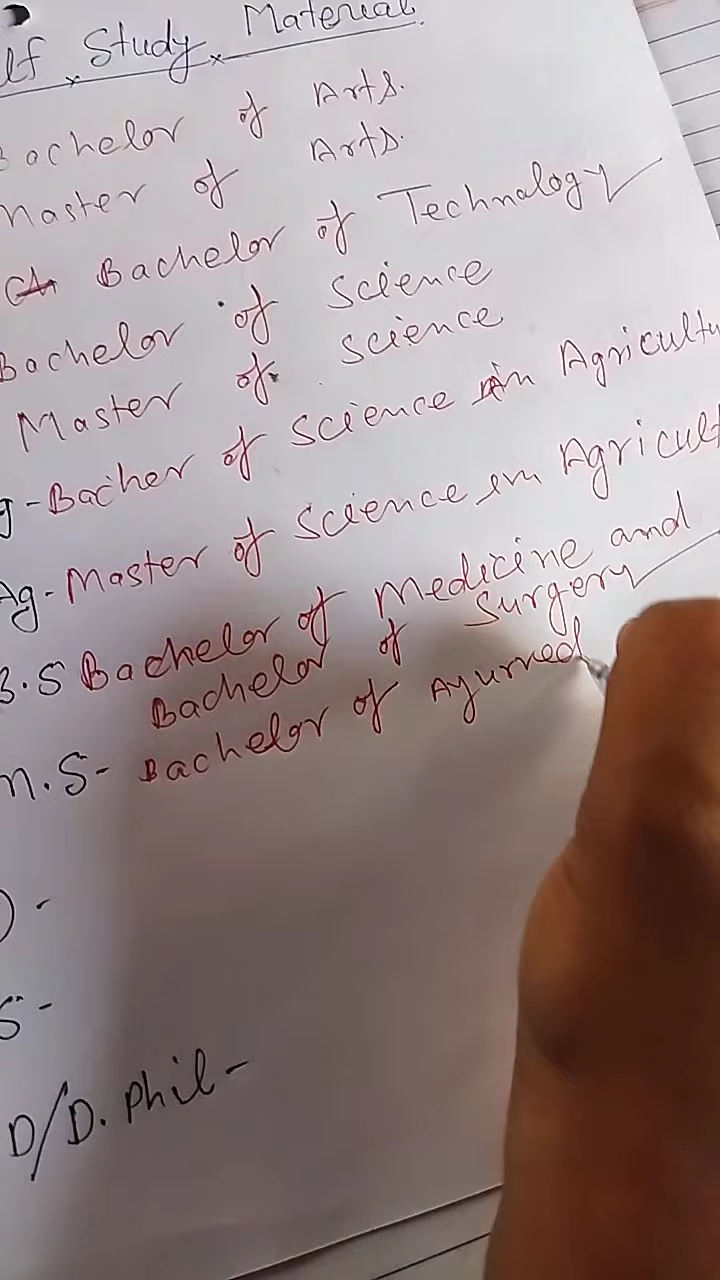 lf Study Material.
Bachelor of Arts.
Master of Arts.
Bachelor of Technology
Bachelor of Science
Master of Science
g-Bacher of Science in Agricultu
Ag-Master of Science in Agricult
B.S Bachelor of Medicine and
Bachelor of Surgery
M.S- Bachelor of Ayurved
) -
S -
D/D. Phil -